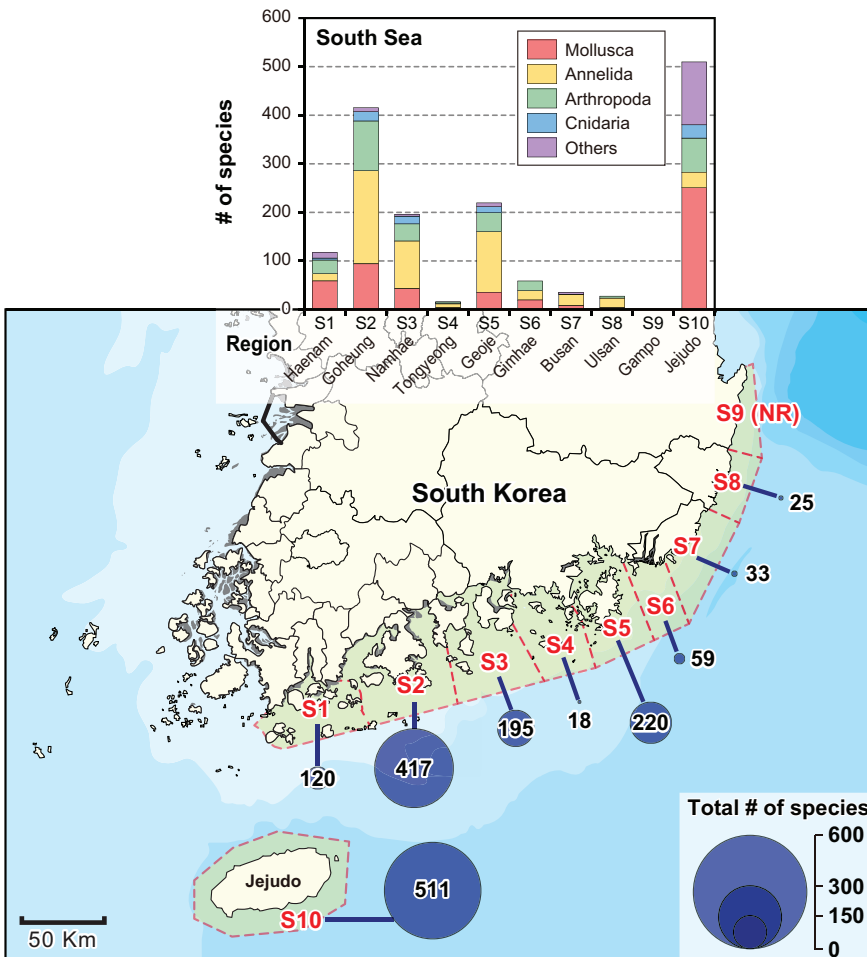 600
South Sea
Mollusca
Annelida
Arthropoda
Cnidaria
Others
500
400
300
200
100
0
# of species
S1 S2 S3 S4 S5 S6 S7 S8 S9 S10
Region
Haenam
Goheung
Namhae
Tongyeong
Geoje
Gimhae
Busan
Ulsan
Gampo
Jejudo
S9 (NR)
South Korea
S8
25
S7
33
S6
59
S5
220
S4
18
S3
195
S2
417
S1
120
Jejudo
S10
511
50 Km
Total # of species
600
300
150
0